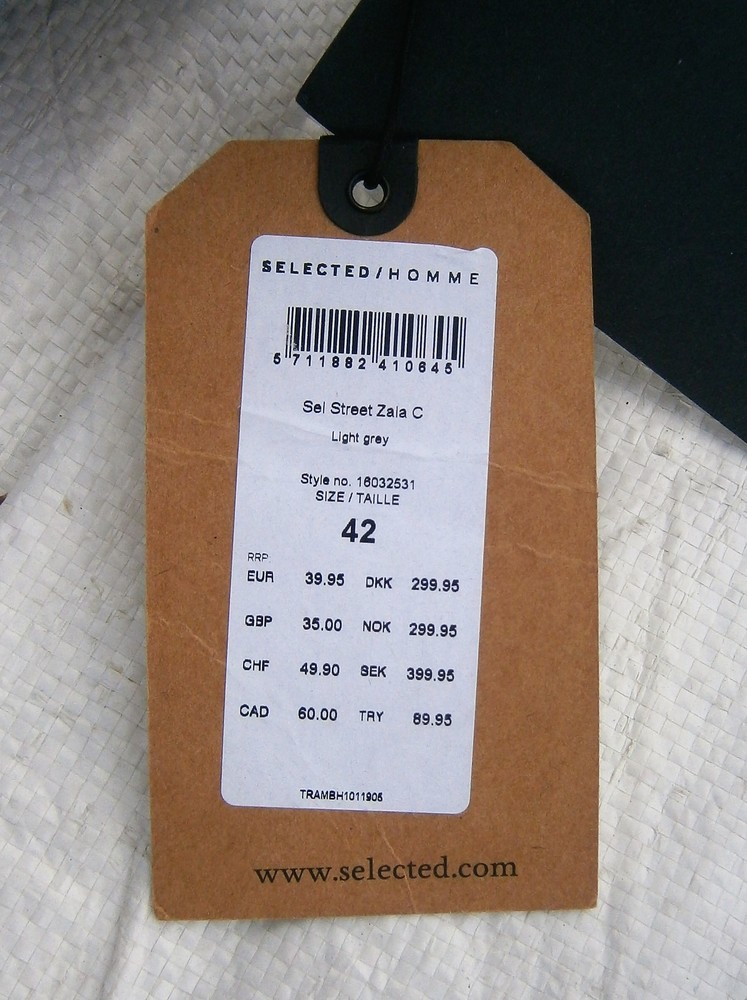 SELECTED/HOMME
5 711882 410645
Sel Street Zala C
Light grey
Style no. 16032531
SIZE / TAILLE
42
RRP
EUR 39.95 DKK 299.95
GBP 35.00 NOK 299.95
CHF 49.90 SEK 399.95
CAD 60.00 TRY 89.95
TRAMBH1011905
www.selected.com